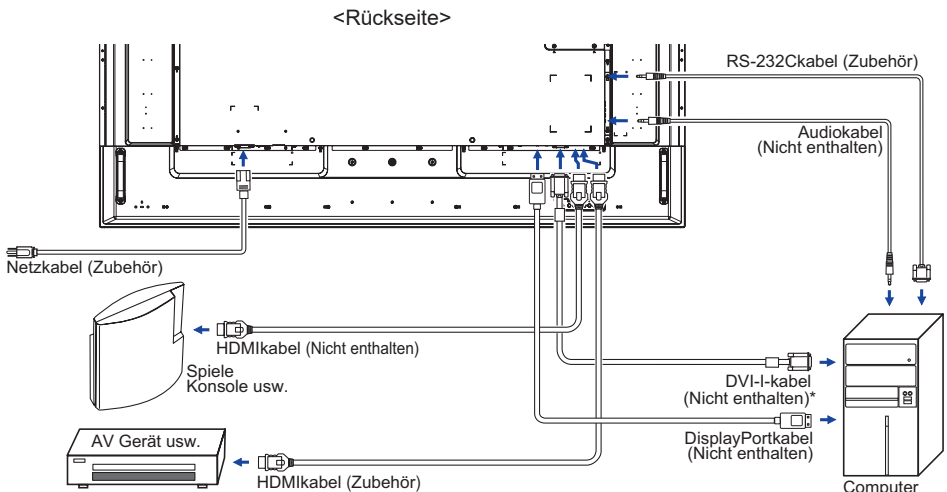 <Rückseite>
RS-232Ckabel (Zubehör)
Audiokabel
(Nicht enthalten)
Netzkabel (Zubehör)
HDMIkabel (Nicht enthalten)
Spiele
Konsole usw.
DVI-I-kabel
(Nicht enthalten)*
AV Gerät usw.
DisplayPortkabel
(Nicht enthalten)
HDMIkabel (Zubehör)
Computer